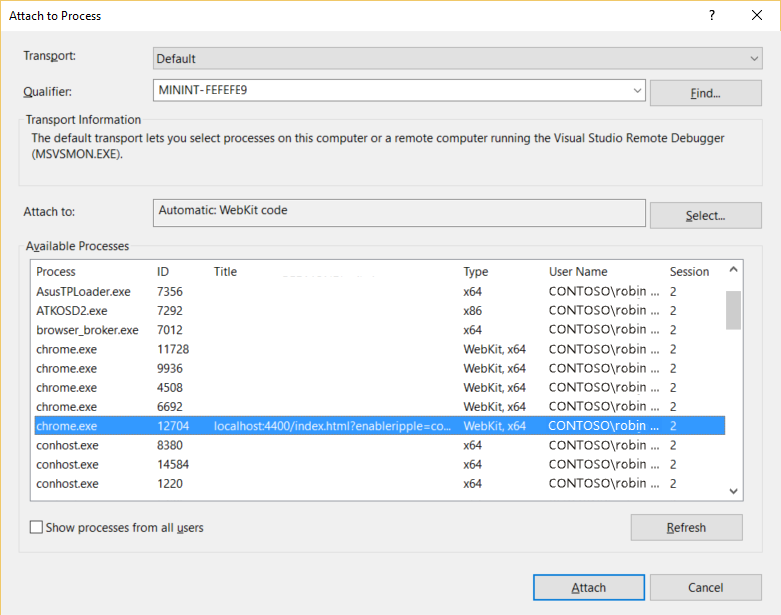 Attach to Process
Transport: Default
Qualifier: MININT-FEFEFE9 Find...
Transport Information
The default transport lets you select processes on this computer or a remote computer running the Visual Studio Remote Debugger
(MSVSMON.EXE).
Attach to: Automatic: WebKit code Select...
Available Processes
Process ID Title Type User Name Session
AsusTPLoader.exe 7356 x64 CONTOSO\robin ... 2
ATKOSD2.exe 7292 x86 CONTOSO\robin ... 2
browser_broker.exe 7012 x64 CONTOSO\robin ... 2
chrome.exe 11728 WebKit, x64 CONTOSO\robin ... 2
chrome.exe 9936 WebKit, x64 CONTOSO\robin ... 2
chrome.exe 4508 WebKit, x64 CONTOSO\robin ... 2
chrome.exe 6692 WebKit, x64 CONTOSO\robin ... 2
chrome.exe 12704 localhost:4400/index.html?enableripple=co... WebKit, x64 CONTOSO\robin ... 2
conhost.exe 8380 x64 CONTOSO\robin ... 2
conhost.exe 14584 x64 CONTOSO\robin ... 2
conhost.exe 1220 x64 CONTOSO\robin ... 2
Show processes from all users Refresh
Attach Cancel